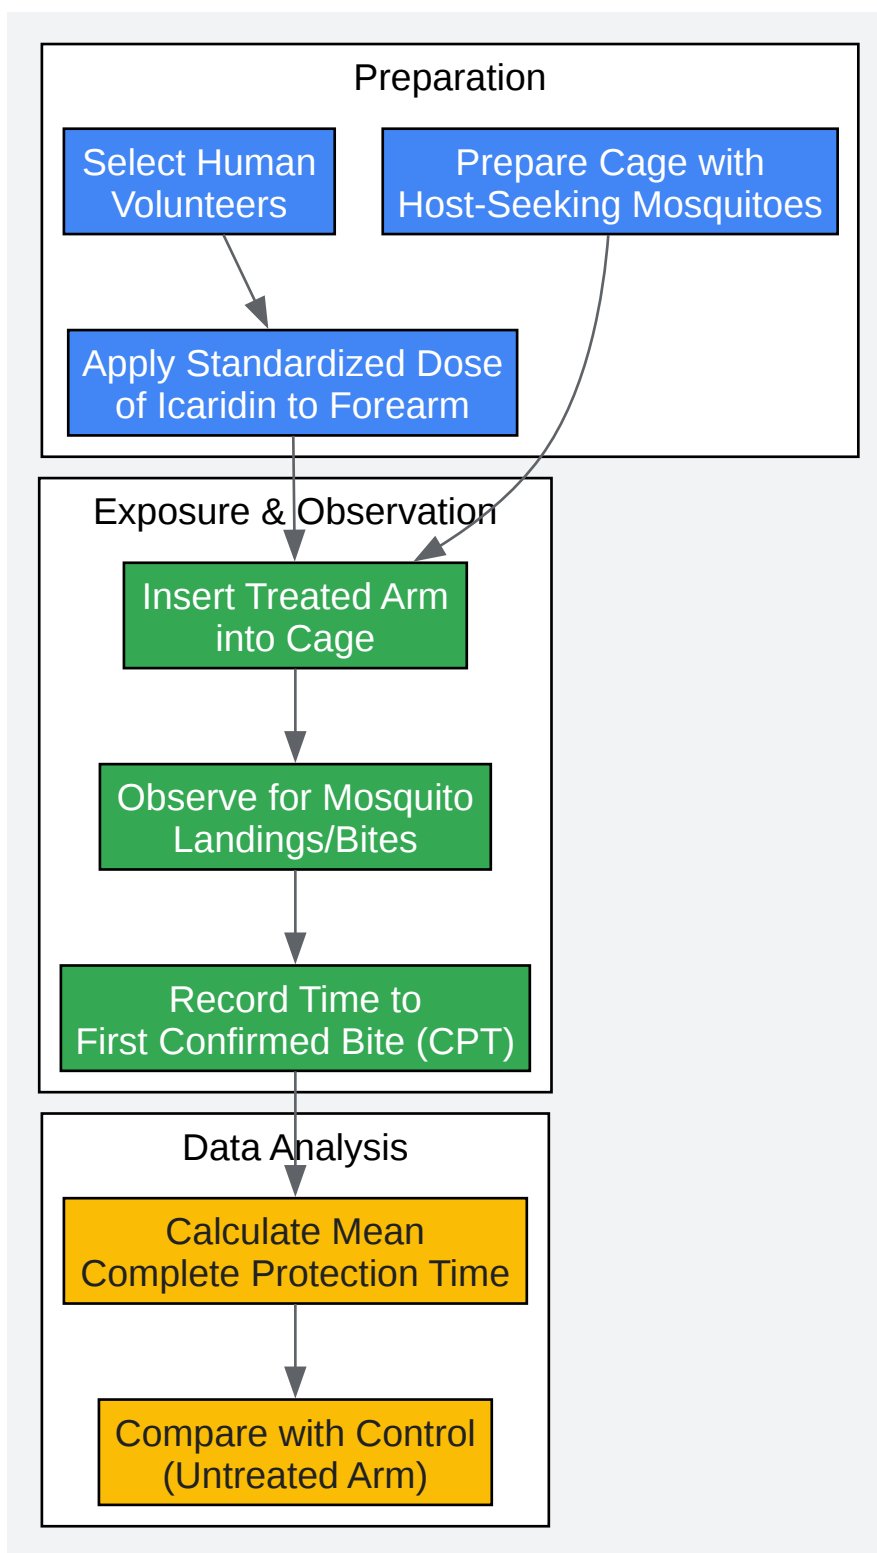 Preparation
Select Human
Volunteers
Prepare Cage with
Host-Seeking Mosquitoes
Apply Standardized Dose
of Icaridin to Forearm
Exposure & Observation
Insert Treated Arm
into Cage
Observe for Mosquito
Landings/Bites
Record Time to
First Confirmed Bite (CPT)
Data Analysis
Calculate Mean
Complete Protection Time
Compare with Control
(Untreated Arm)